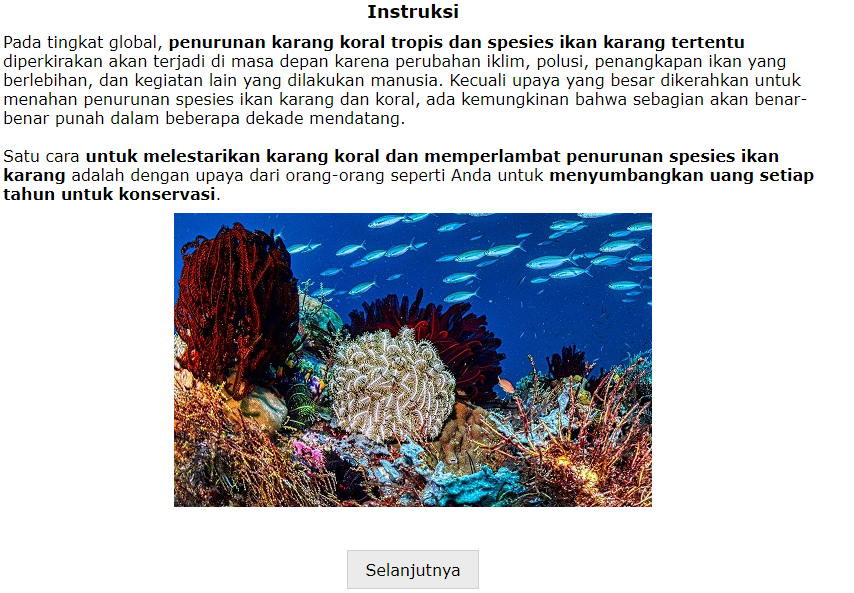 Instruksi
Pada tingkat global, penurunan karang koral tropis dan spesies ikan karang tertentu
diperkirakan akan terjadi di masa depan karena perubahan iklim, polusi, penangkapan ikan yang
berlebihan, dan kegiatan lain yang dilakukan manusia. Kecuali upaya yang besar dikerahkan untuk
menahan penurunan spesies ikan karang dan koral, ada kemungkinan bahwa sebagian akan benar-
benar punah dalam beberapa dekade mendatang.
Satu cara untuk melestarikan karang koral dan memperlambat penurunan spesies ikan
karang adalah dengan upaya dari orang-orang seperti Anda untuk menyumbangkan uang setiap
tahun untuk konservasi.
Selanjutnya